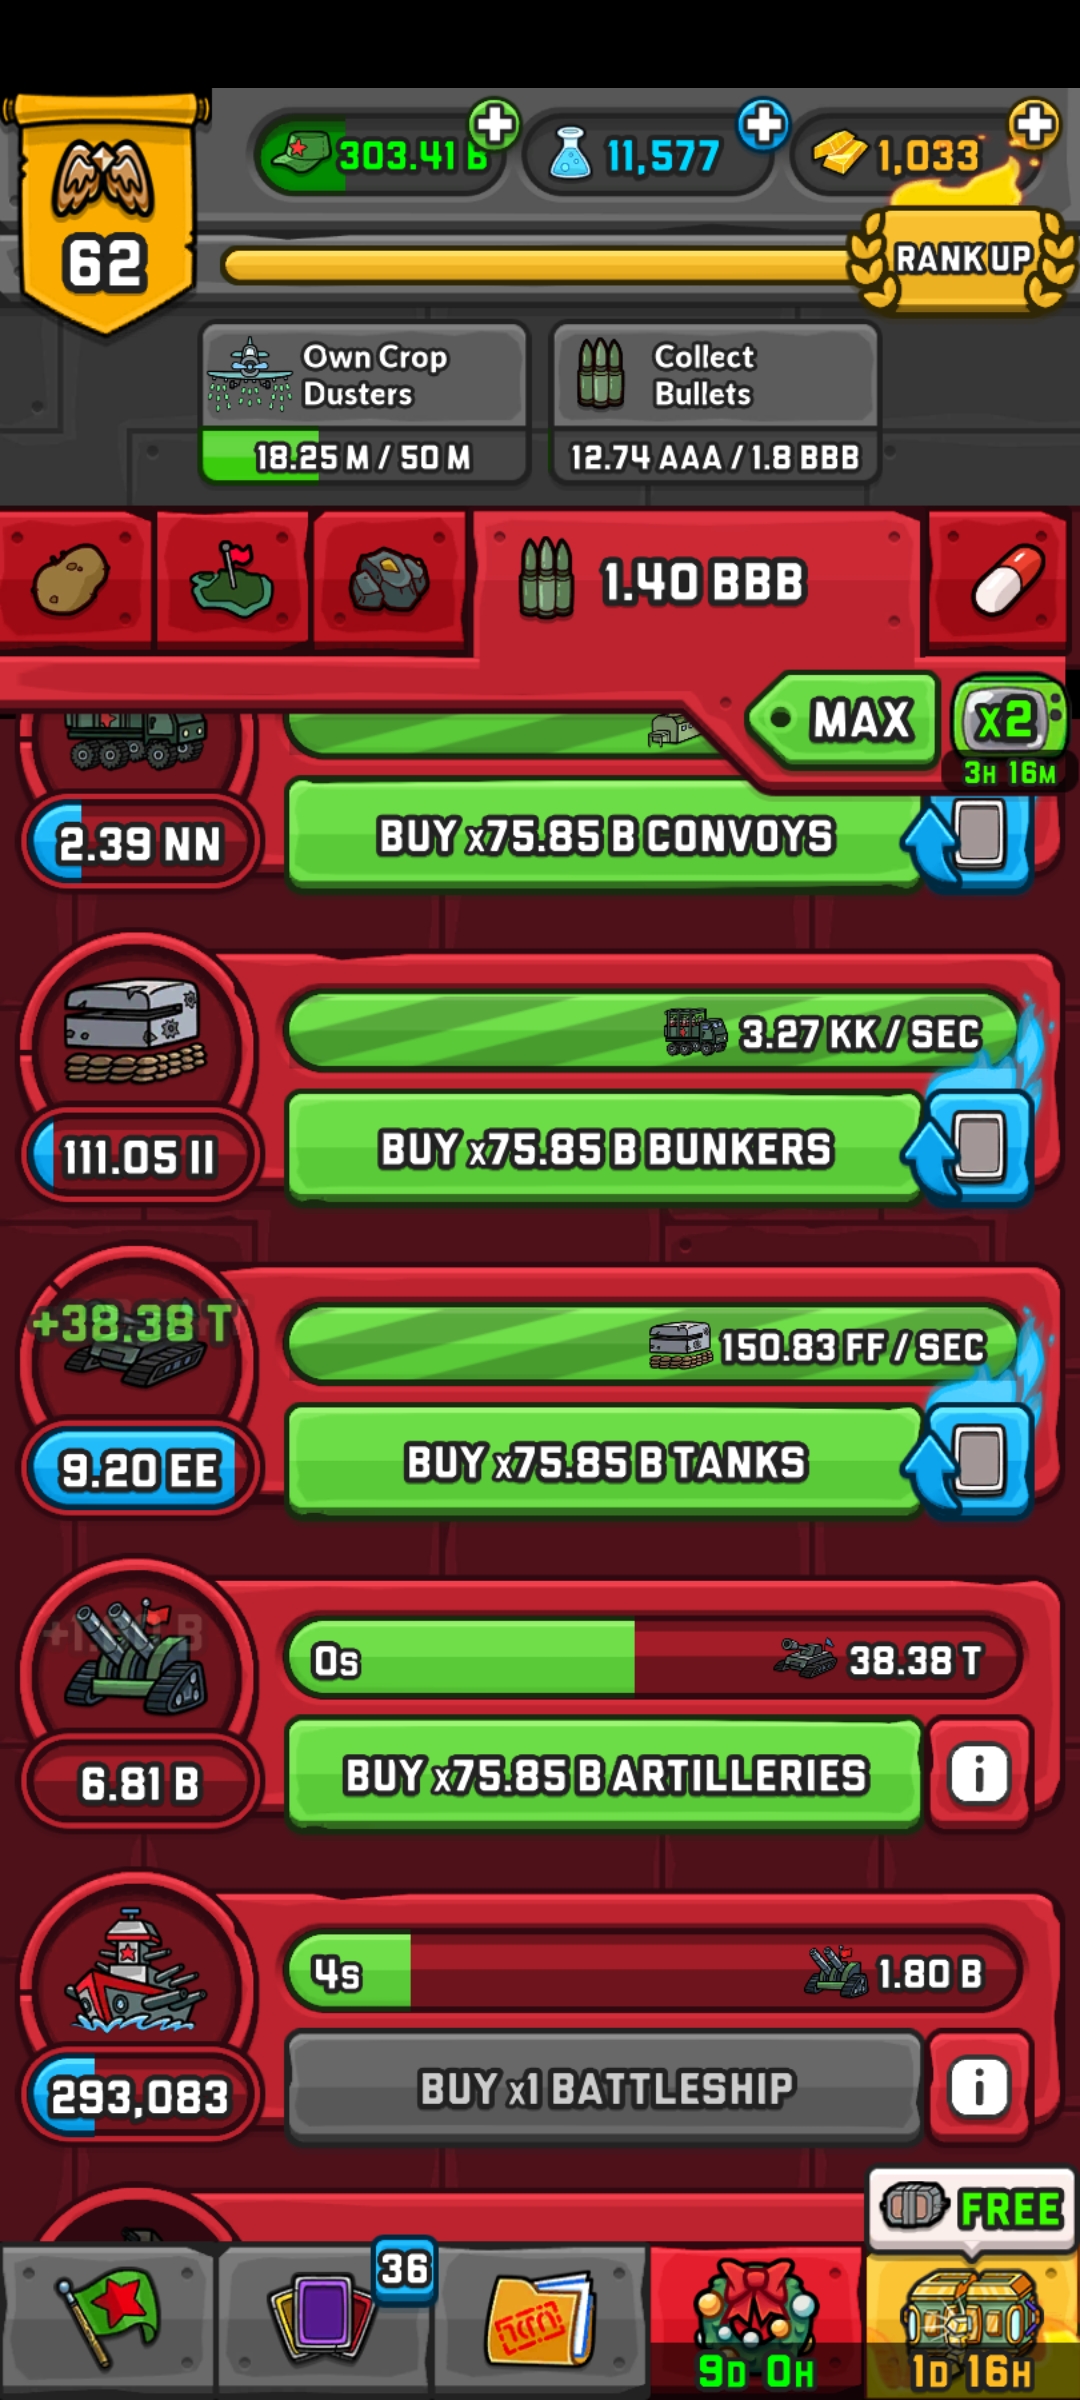 62
303.41 B
11,577
1,033
RANK UP
Own Crop
Dusters
18.25 M / 50 M
Collect
Bullets
12.74 AAA / 1.8 BBB
1.40 BBB
MAX
x2
3H 16M
2.39 NN
BUY x75.85 B CONVOYS
3.27 KK / SEC
111.05 II
BUY x75.85 B BUNKERS
+38.38 T
150.83 FF / SEC
9.20 EE
BUY x75.85 B TANKS
0s
38.38 T
6.81 B
BUY x75.85 B ARTILLERIES
i
4s
1.80 B
293,083
BUY x1 BATTLESHIP
i
FREE
36
9D 0H
1D 16H